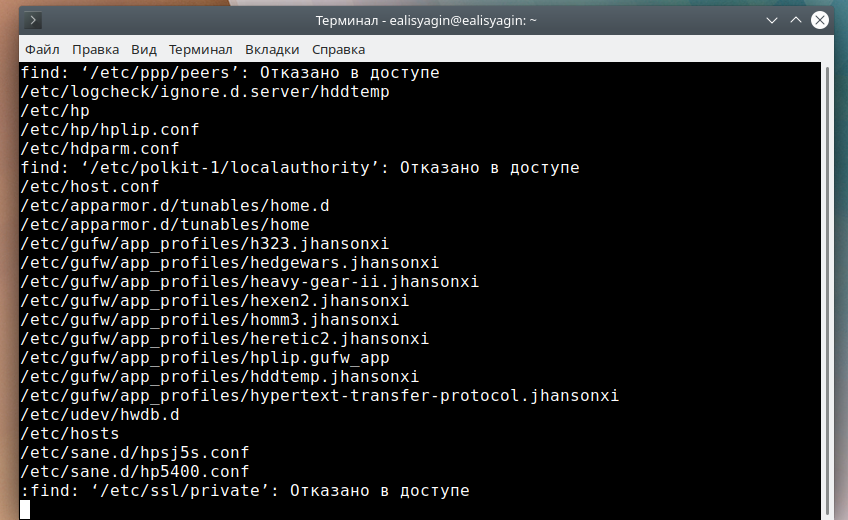 Терминал - ealisyagin@ealisyagin: ~
Файл Правка Вид Терминал Вкладки Справка
find: ‘/etc/ppp/peers’: Отказано в доступе
/etc/logcheck/ignore.d.server/hddtemp
/etc/hp
/etc/hp/hplip.conf
/etc/hdparm.conf
find: ‘/etc/polkit-1/localauthority’: Отказано в доступе
/etc/host.conf
/etc/apparmor.d/tunables/home.d
/etc/apparmor.d/tunables/home
/etc/gufw/app_profiles/h323.jhansonxi
/etc/gufw/app_profiles/hedgewars.jhansonxi
/etc/gufw/app_profiles/heavy-gear-ii.jhansonxi
/etc/gufw/app_profiles/hexen2.jhansonxi
/etc/gufw/app_profiles/homm3.jhansonxi
/etc/gufw/app_profiles/heretic2.jhansonxi
/etc/gufw/app_profiles/hplip.gufw_app
/etc/gufw/app_profiles/hddtemp.jhansonxi
/etc/gufw/app_profiles/hypertext-transfer-protocol.jhansonxi
/etc/udev/hwdb.d
/etc/hosts
/etc/sane.d/hpsj5s.conf
/etc/sane.d/hp5400.conf
:find: ‘/etc/ssl/private’: Отказано в доступе